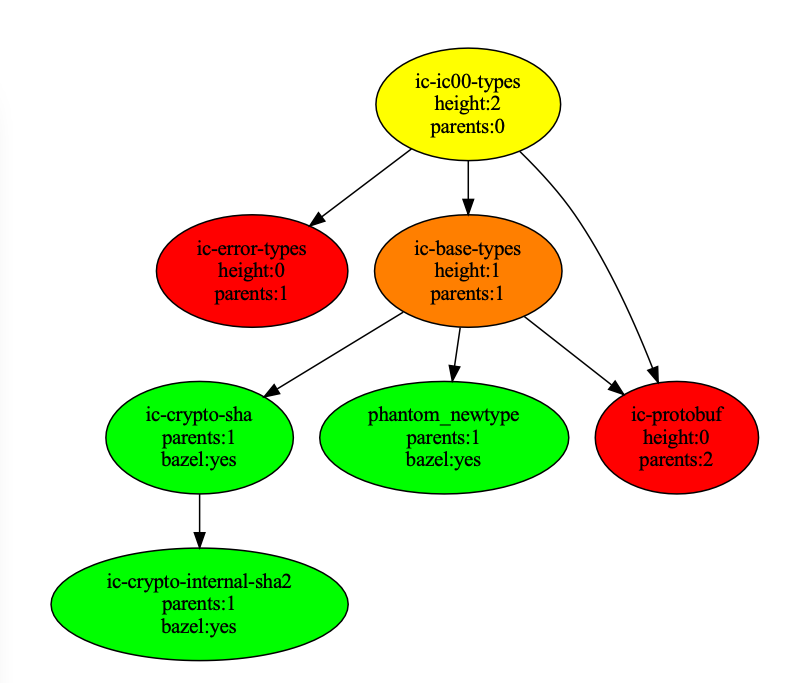 ic-ic00-types
height:2
parents:0
ic-error-types
height:0
parents:1
ic-base-types
height:1
parents:1
ic-crypto-sha
parents:1
bazel:yes
phantom_newtype
parents:1
bazel:yes
ic-protobuf
height:0
parents:2
ic-crypto-internal-sha2
parents:1
bazel:yes